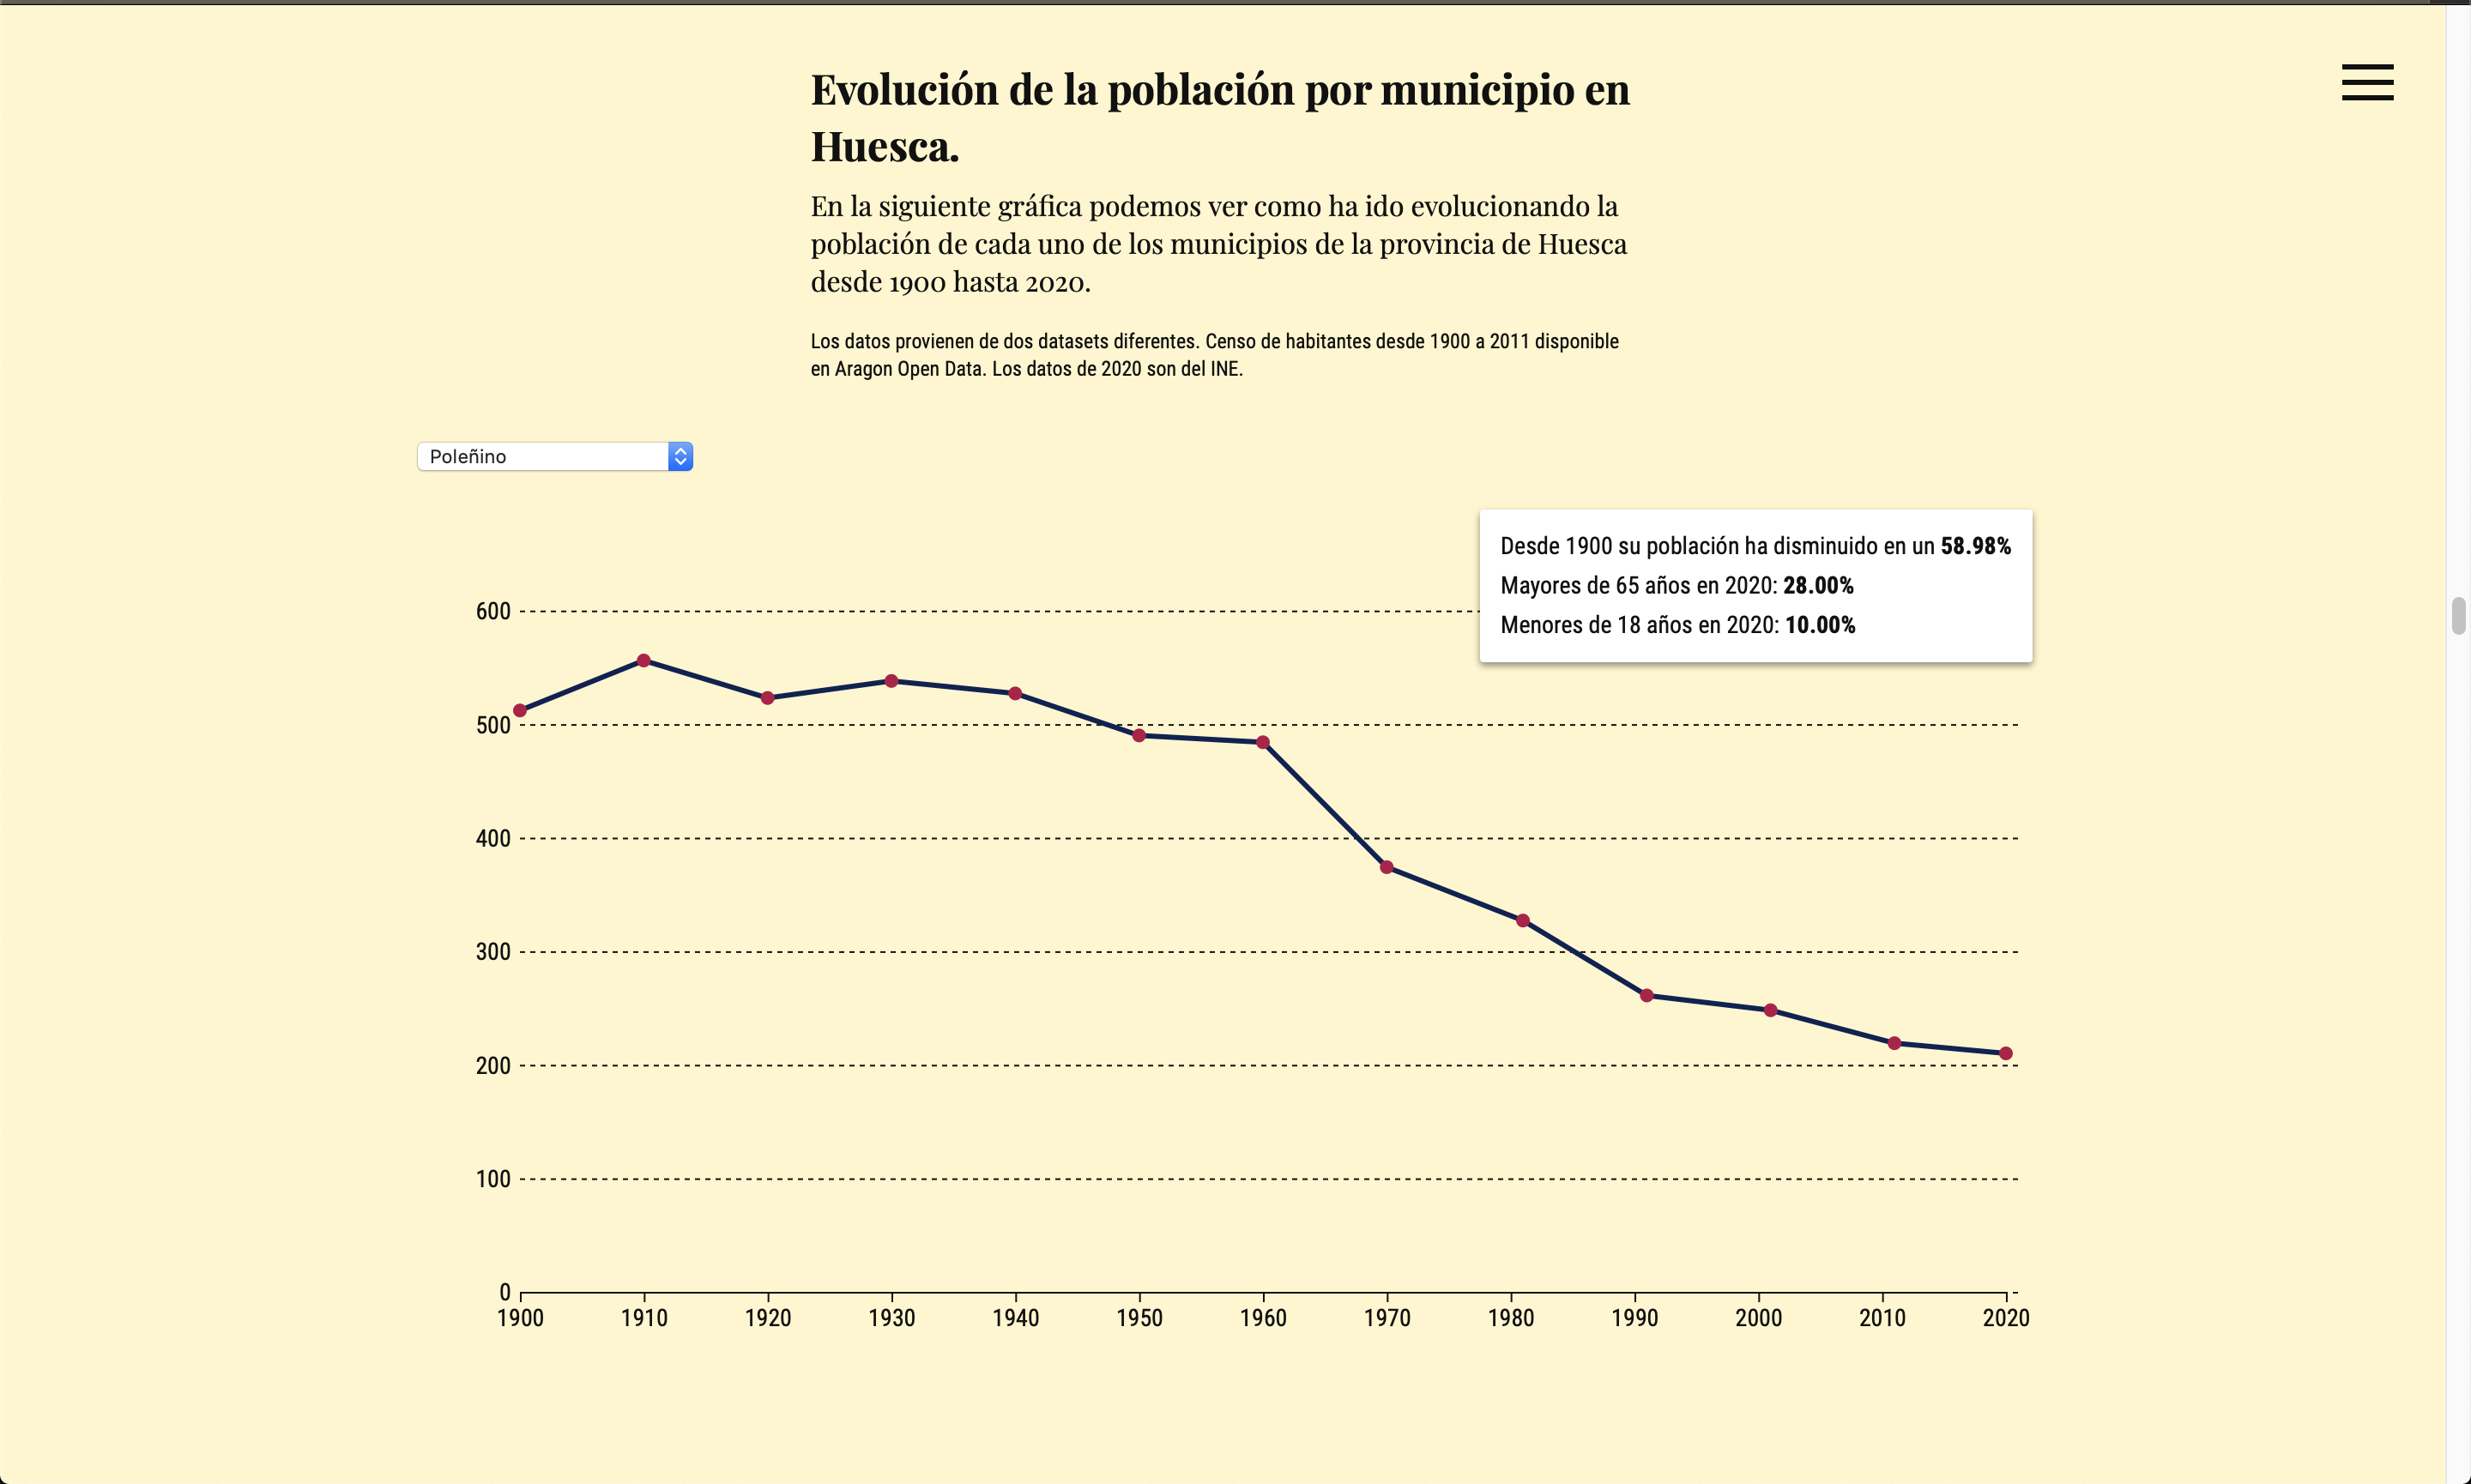 Evolución de la población por municipio en
Huesca.
En la siguiente gráfica podemos ver como ha ido evolucionando la
población de cada uno de los municipios de la provincia de Huesca
desde 1900 hasta 2020.
Los datos provienen de dos datasets diferentes. Censo de habitantes desde 1900 a 2011 disponible
en Aragon Open Data. Los datos de 2020 son del INE.
Poleñino
Desde 1900 su población ha disminuido en un 58.98%
Mayores de 65 años en 2020: 28.00%
Menores de 18 años en 2020: 10.00%
600
500
400
300
200
100
0
1900 1910 1920 1930 1940 1950 1960 1970 1980 1990 2000 2010 2020